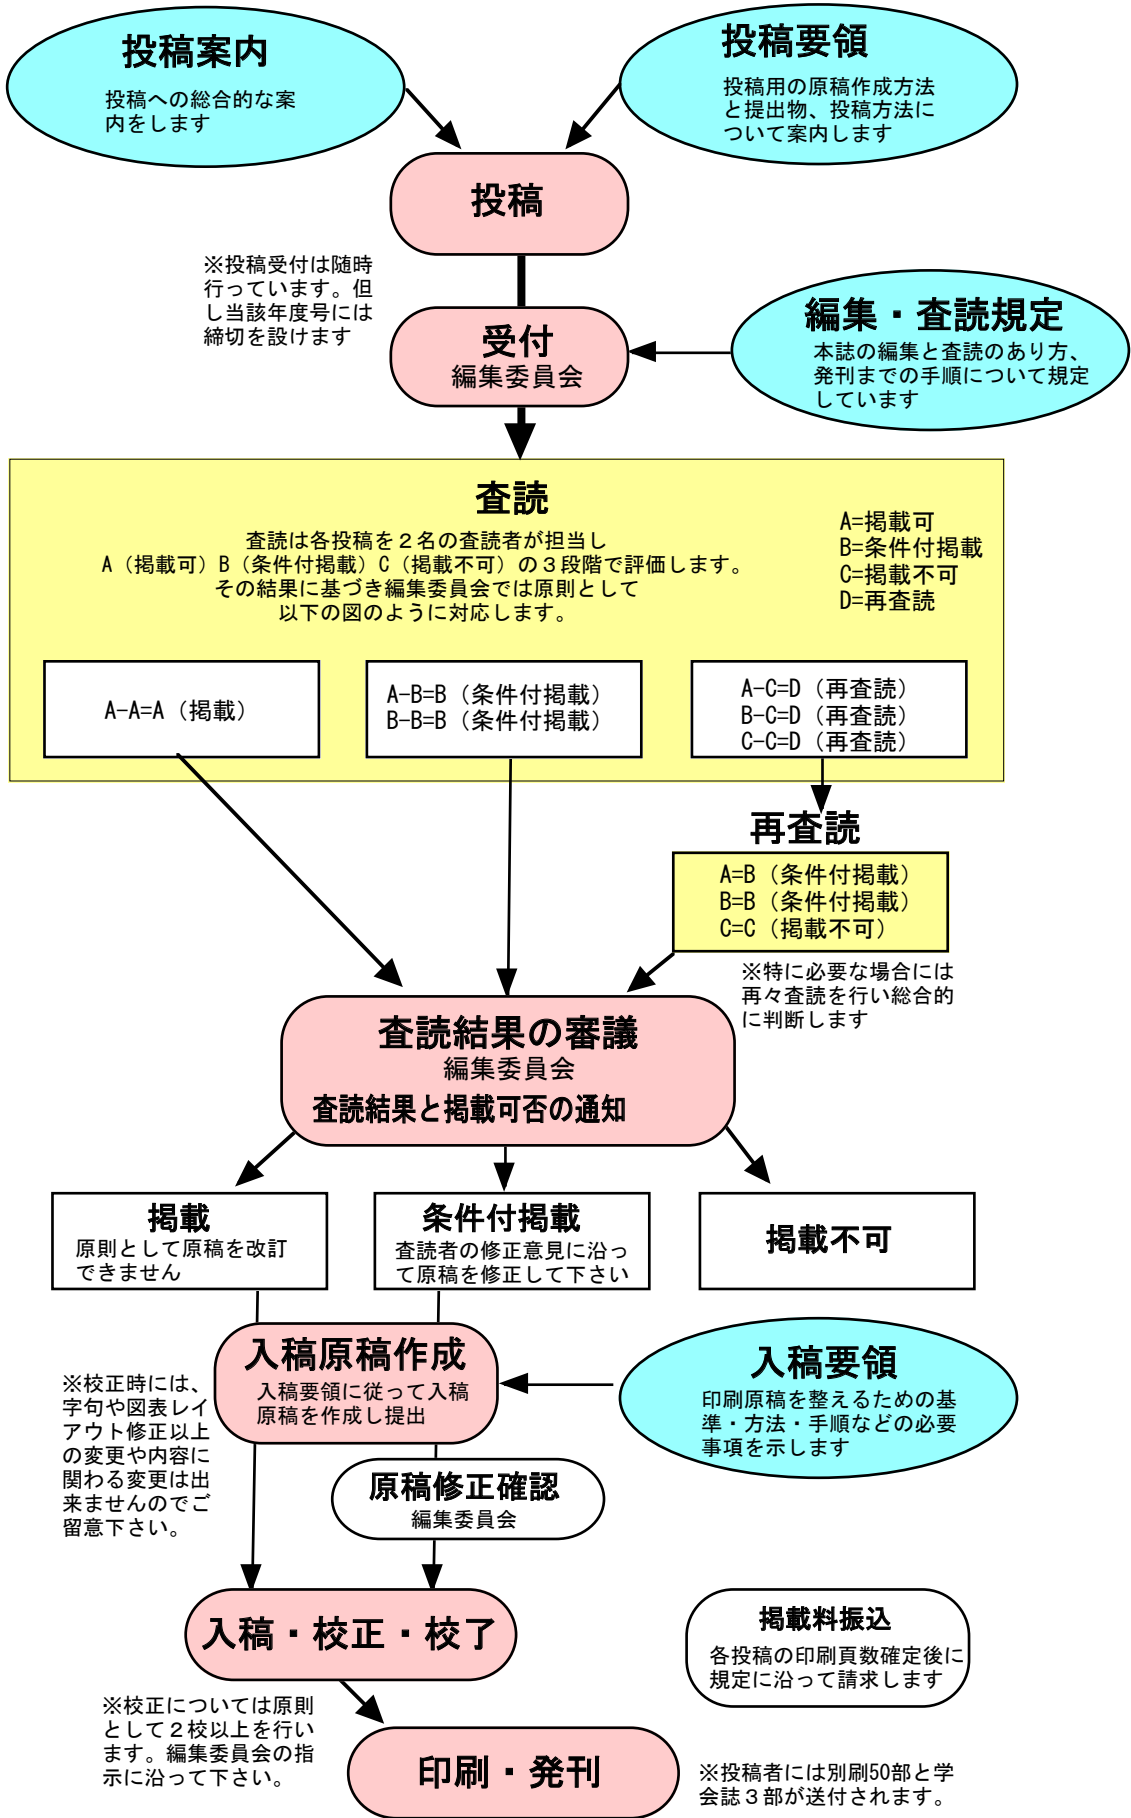 投稿案内
投稿への総合的な案
内をします
投稿要領
投稿用の原稿作成方法
と提出物、投稿方法に
ついて案内します
投稿
※投稿受付は随時
行っています。但
し当該年度号には
締切を設けます
受付
編集委員会
編集・査読規定
本誌の編集と査読のあり方、
発刊までの手順について規定
しています
査読
査読は各投稿を２名の査読者が担当し
A（掲載可）B（条件付掲載）C（掲載不可）の３段階で評価します。
その結果に基づき編集委員会では原則として
以下の図のように対応します。
A=掲載可
B=条件付掲載
C=掲載不可
D=再査読
A-A=A（掲載）
A-B=B（条件付掲載）
B-B=B（条件付掲載）
A-C=D（再査読）
B-C=D（再査読）
C-C=D（再査読）
再査読
A=B（条件付掲載）
B=B（条件付掲載）
C=C（掲載不可）
※特に必要な場合には
再々査読を行い総合的
に判断します
査読結果の審議
編集委員会
査読結果と掲載可否の通知
掲載
原則として原稿を改訂
できません
条件付掲載
査読者の修正意見に沿っ
て原稿を修正して下さい
掲載不可
入稿原稿作成
入稿要領に従って入稿
原稿を作成し提出
入稿要領
印刷原稿を整えるための基
準・方法・手順などの必要
事項を示します
※校正時には、
字句や図表レイ
アウト修正以上
の変更や内容に
関わる変更は出
来ませんのでご
留意下さい。
原稿修正確認
編集委員会
入稿・校正・校了
掲載料振込
各投稿の印刷頁数確定後に
規定に沿って請求します
※校正については原則
として２校以上を行い
ます。編集委員会の指
示に沿って下さい。
印刷・発刊
※投稿者には別刷50部と学
会誌３部が送付されます。